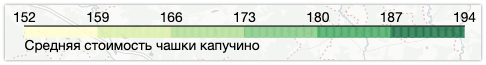 152 159 166 173 180 187 194
Средняя стоимость чашки капучино